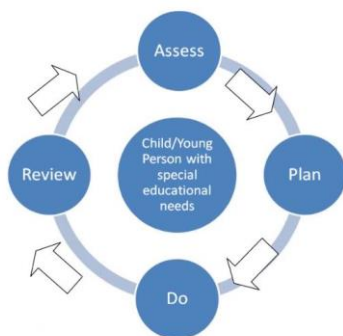 Assess
Child/Young
Person with
special
educational
needs
Review
Plan
Do